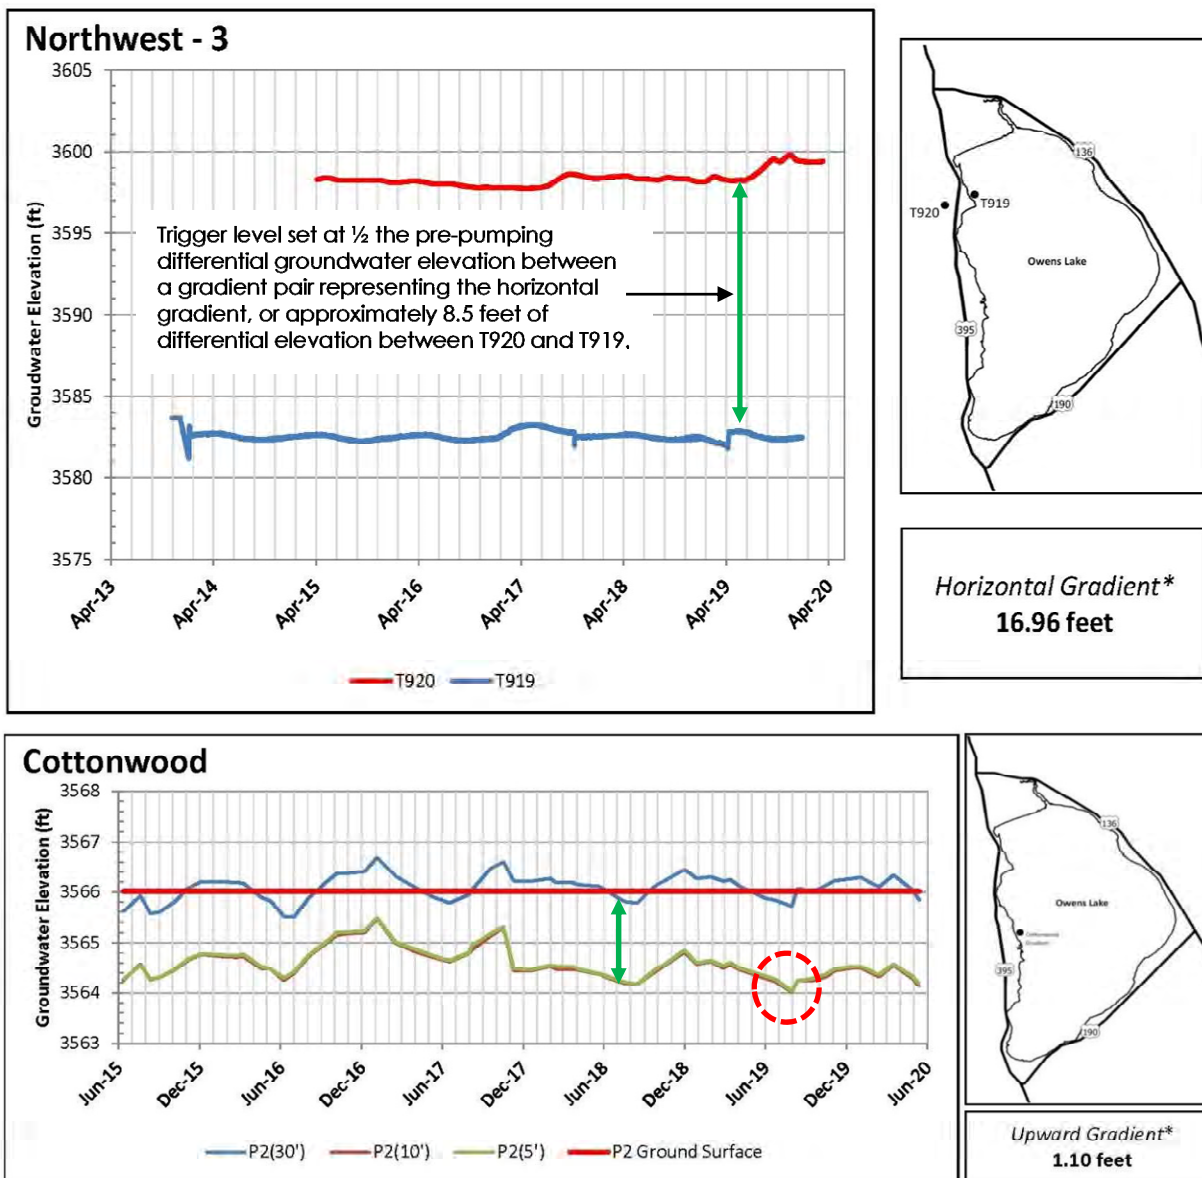 Northwest - 3
Groudwater Elevation (ft)
3605
3600
3595
3590
3585
3580
3575
Trigger level set at ½ the pre-pumping
differential groundwater elevation between
a gradient pair representing the horizontal
gradient, or approximately 8.5 feet of
differential elevation between T920 and T919.
Apr-13
Apr-14
Apr-15
Apr-16
Apr-17
Apr-18
Apr-19
Apr-20
T920
T919
136
T920
T919
Owens Lake
395
190
Horizontal Gradient*
16.96 feet
Cottonwood
Groundwater Elevation (ft)
3568
3567
3566
3565
3564
3563
Jun-15
Dec-15
Jun-16
Dec-16
Jun-17
Dec-17
Jun-18
Dec-18
Jun-19
Dec-19
Jun-20
P2(30')
P2(10')
P2(5')
P2 Ground Surface
136
Owens Lake
Cottonwood
395
190
Upward Gradient*
1.10 feet